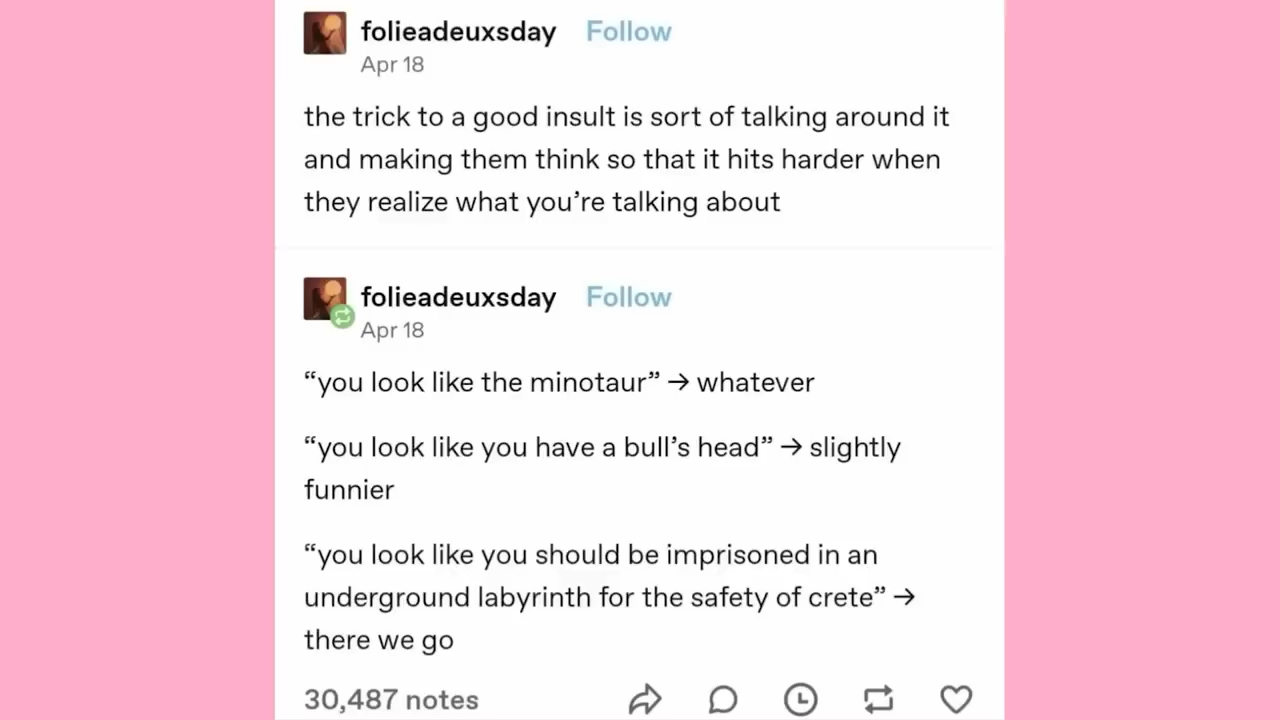 folieadeuxsday Follow
Apr 18
the trick to a good insult is sort of talking around it
and making them think so that it hits harder when
they realize what you’re talking about
folieadeuxsday Follow
Apr 18
“you look like the minotaur” → whatever
“you look like you have a bull’s head” → slightly
funnier
“you look like you should be imprisoned in an
underground labyrinth for the safety of crete” →
there we go
30,487 notes